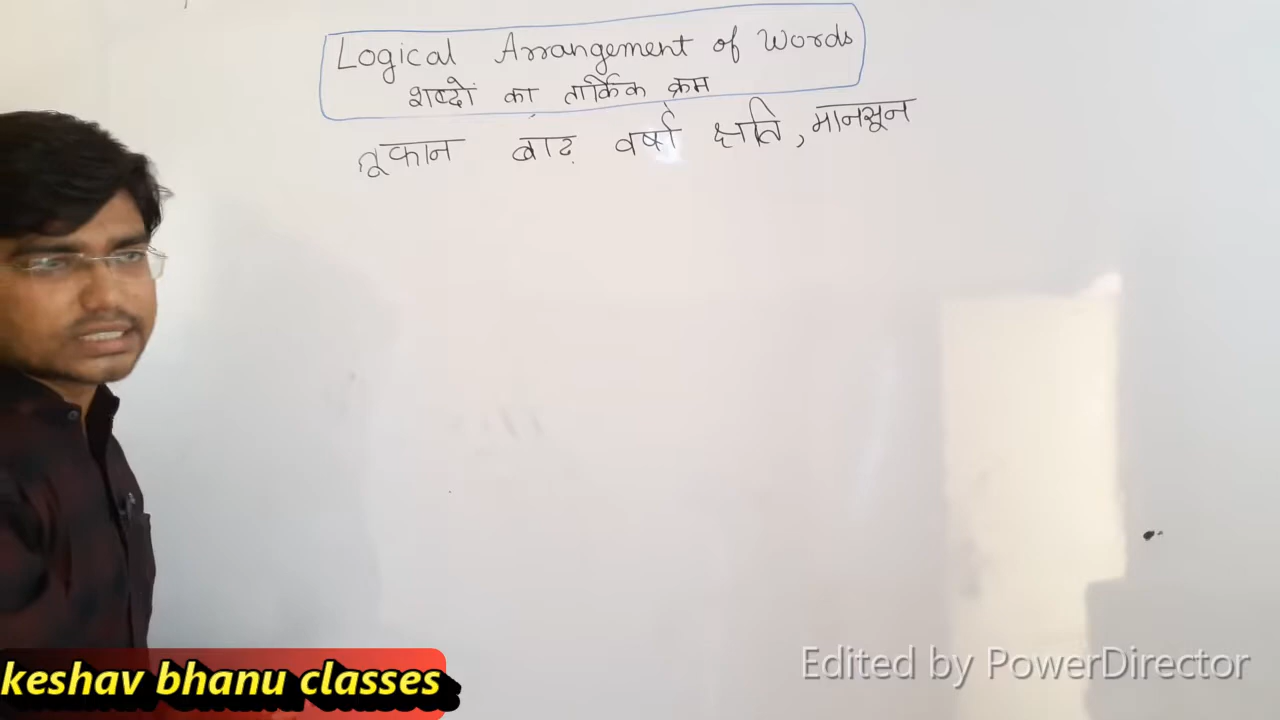 Logical Arrangement of Words
शब्दों का तार्किक क्रम
तूफान बाढ़ वर्षा क्षति, मानसून
keshav bhanu classes
Edited by PowerDirector